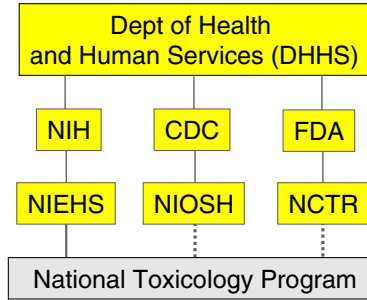 Dept of Health
and Human Services (DHHS)
NIH
CDC
FDA
NIEHS
NIOSH
NCTR
National Toxicology Program